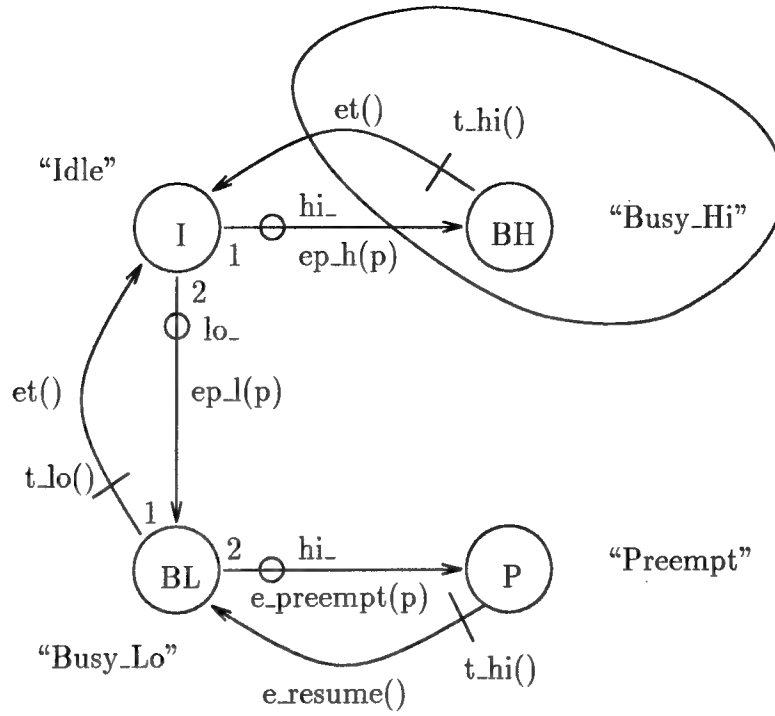 et()
t_hi()
“Idle”
hi_
“Busy_Hi”
I
BH
1
ep_h(p)
2
lo_
et()
ep_l(p)
t_lo()
1
2
hi_
“Preempt”
BL
P
e_preempt(p)
“Busy_Lo”
t_hi()
e_resume()